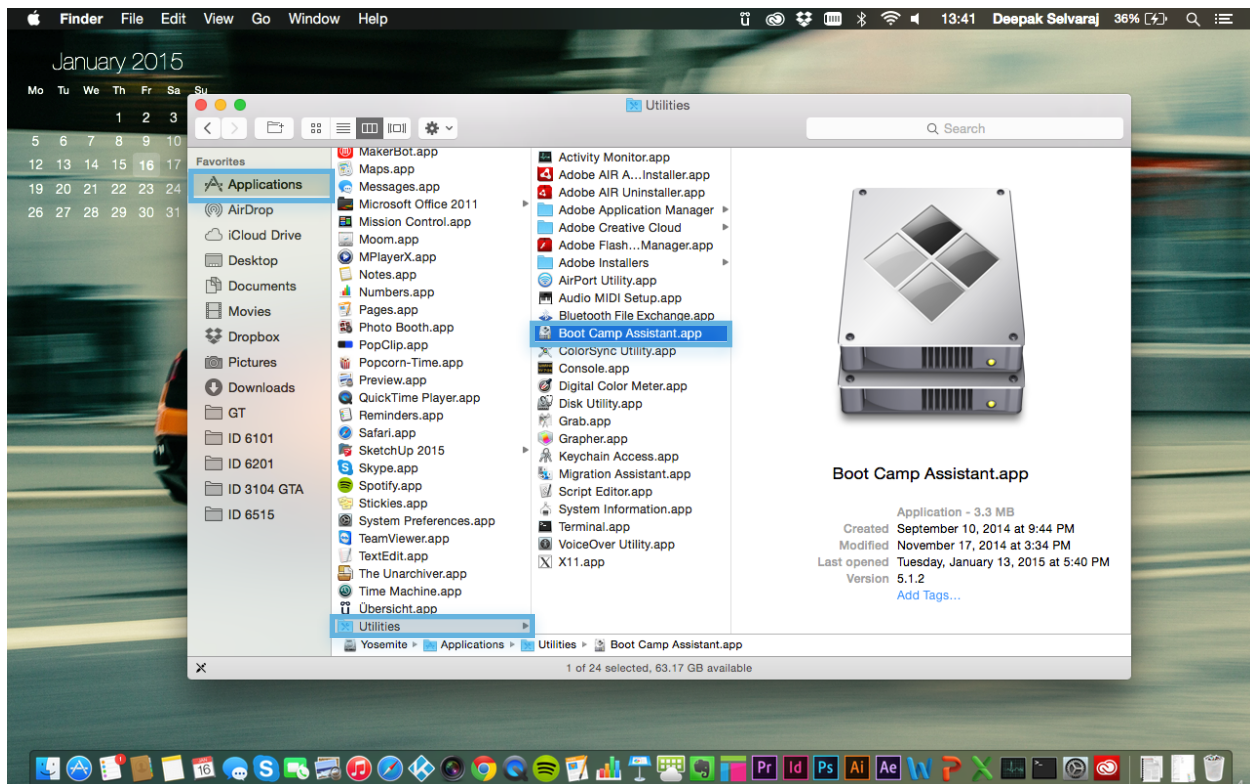 Finder File Edit View Go Window Help ü 13:41 Deepak Selvaraj 36%
January 2015
Mo Tu We Th Fr Sa Su
1 2 3
5 6 7 8 9 10
12 13 14 15 16 17
19 20 21 22 23 24
26 27 28 29 30 31
Utilities
Search
Favorites
Applications
AirDrop
iCloud Drive
Desktop
Documents
Movies
Dropbox
Pictures
Downloads
GT
ID 6101
ID 6201
ID 3104 GTA
ID 6515
MakerBot.app
Maps.app
Messages.app
Microsoft Office 2011
Mission Control.app
Moom.app
MPlayerX.app
Notes.app
Numbers.app
Pages.app
Photo Booth.app
PopClip.app
Popcorn-Time.app
Preview.app
QuickTime Player.app
Reminders.app
Safari.app
SketchUp 2015
Skype.app
Spotify.app
Stickies.app
System Preferences.app
TeamViewer.app
TextEdit.app
The Unarchiver.app
Time Machine.app
Übersicht.app
Utilities
Activity Monitor.app
Adobe AIR A...Installer.app
Adobe AIR Uninstaller.app
Adobe Application Manager
Adobe Creative Cloud
Adobe Flash...Manager.app
Adobe Installers
AirPort Utility.app
Audio MIDI Setup.app
Bluetooth File Exchange.app
Boot Camp Assistant.app
ColorSync Utility.app
Console.app
Digital Color Meter.app
Disk Utility.app
Grab.app
Grapher.app
Keychain Access.app
Migration Assistant.app
Script Editor.app
System Information.app
Terminal.app
VoiceOver Utility.app
X11.app
Boot Camp Assistant.app
Application - 3.3 MB
Created September 10, 2014 at 9:44 PM
Modified November 17, 2014 at 3:34 PM
Last opened Tuesday, January 13, 2015 at 5:40 PM
Version 5.1.2
Add Tags...
Yosemite Applications Utilities Boot Camp Assistant.app
1 of 24 selected, 63.17 GB available
16 Pr Id Ps Ai Ae